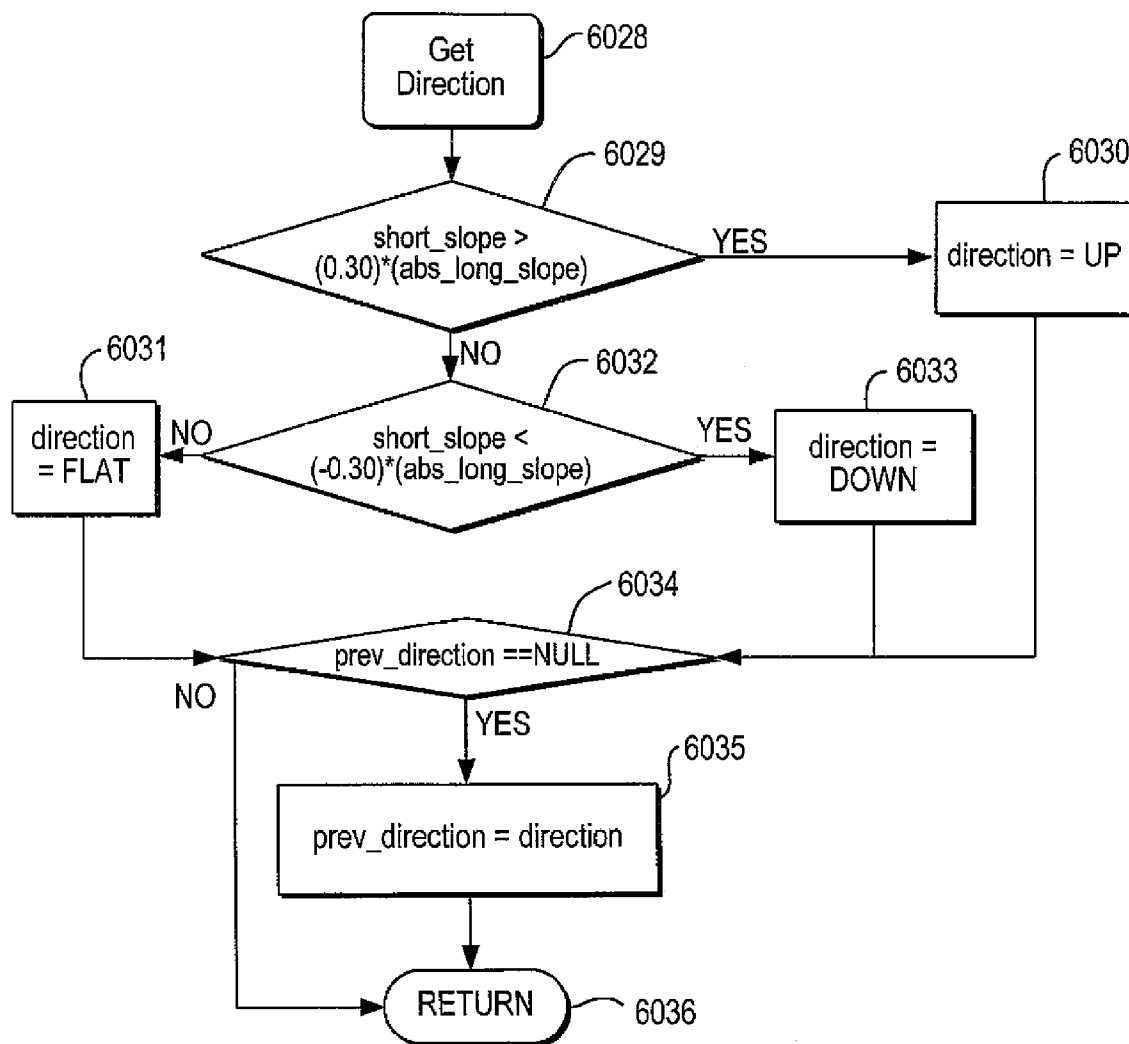 Get
Direction
6028
6029
short_slope >
(0.30)*(abs_long_slope)
YES
6030
direction = UP
NO
6031
direction
= FLAT
NO
6032
short_slope <
(-0.30)*(abs_long_slope)
YES
6033
direction =
DOWN
6034
prev_direction ==NULL
NO
YES
6035
prev_direction = direction
RETURN
6036